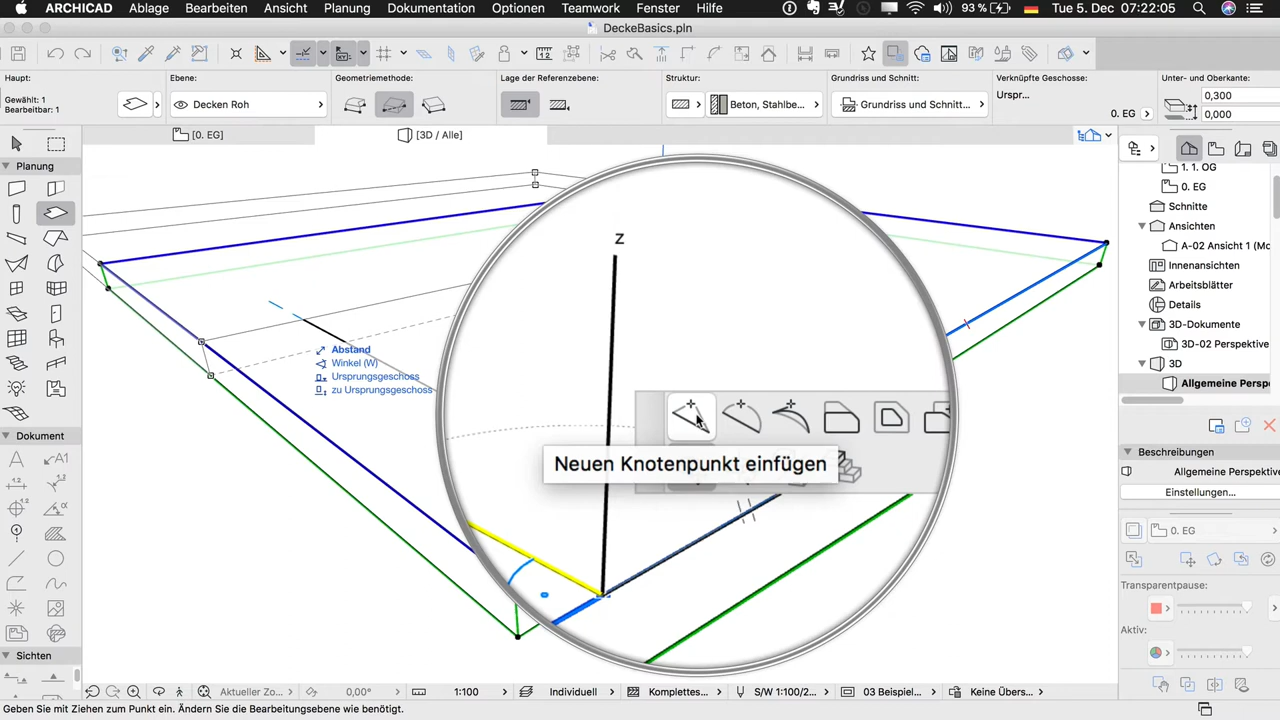 ARCHICAD Ablage Bearbeiten Ansicht Planung Dokumentation Optionen Teamwork Fenster Hilfe 93 % Tue 5. Dec 07:22:05
DeckeBasics.pln
Haupt: Ebene: Geometriemethode: Lage der Referenzebene: Struktur: Grundriss und Schnitt: Verknüpfte Geschosse: Unter- und Oberkante:
Gewählt: 1
Bearbeitbar: 1
Decken Roh
Beton, Stahlbe...
Grundriss und Schnitt...
Urspr...
0. EG
0,300
0,000
[0. EG]
[3D / Alle]
Planung
Dokument
Sichten
Abstand
Winkel (W)
Ursprungsgeschoss
zu Ursprungsgeschoss
Z
Neuen Knotenpunkt einfügen
1. 1. OG
0. EG
Schnitte
Ansichten
A-02 Ansicht 1 (Mo
Innenansichten
Arbeitsblätter
Details
3D-Dokumente
3D-02 Perspektive
3D
Allgemeine Persp
Beschreibungen
Allgemeine Perspektive
Einstellungen...
0. EG
Transparentpause:
Aktiv:
Aktueller Zo...
0,00°
1:100
Individuell
Komplettes...
S/W 1:100/2...
03 Beispiel...
Keine Übers...
Geben Sie mit Ziehen zum Punkt ein. Ändern Sie die Bearbeitungsebene wie benötigt.